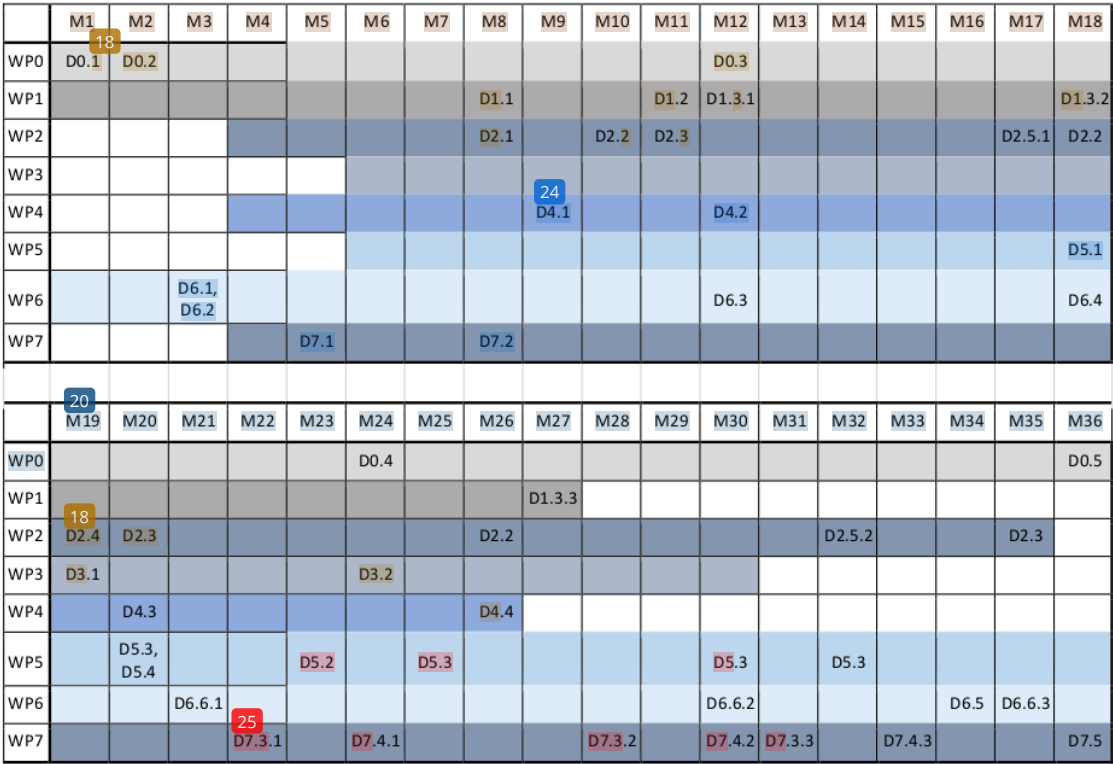 M1 M2 M3 M4 M5 M6 M7 M8 M9 M10 M11 M12 M13 M14 M15 M16 M17 M18
18
WP0 D0.1 D0.2 D0.3
WP1 D1.1 D1.2 D1.3.1 D1.3.2
WP2 D2.1 D2.2 D2.3 D2.5.1 D2.2
WP3
24
WP4 D4.1 D4.2
WP5 D5.1
D6.1,
WP6 D6.3 D6.4
D6.2
WP7 D7.1 D7.2
20
M19 M20 M21 M22 M23 M24 M25 M26 M27 M28 M29 M30 M31 M32 M33 M34 M35 M36
WP0 D0.4 D0.5
WP1 D1.3.3
18
WP2 D2.4 D2.3 D2.2 D2.5.2 D2.3
WP3 D3.1 D3.2
WP4 D4.3 D4.4
D5.3,
WP5 D5.2 D5.3 D5.3 D5.3
D5.4
WP6 D6.6.1 D6.6.2 D6.5 D6.6.3
25
WP7 D7.3.1 D7.4.1 D7.3.2 D7.4.2 D7.3.3 D7.4.3 D7.5